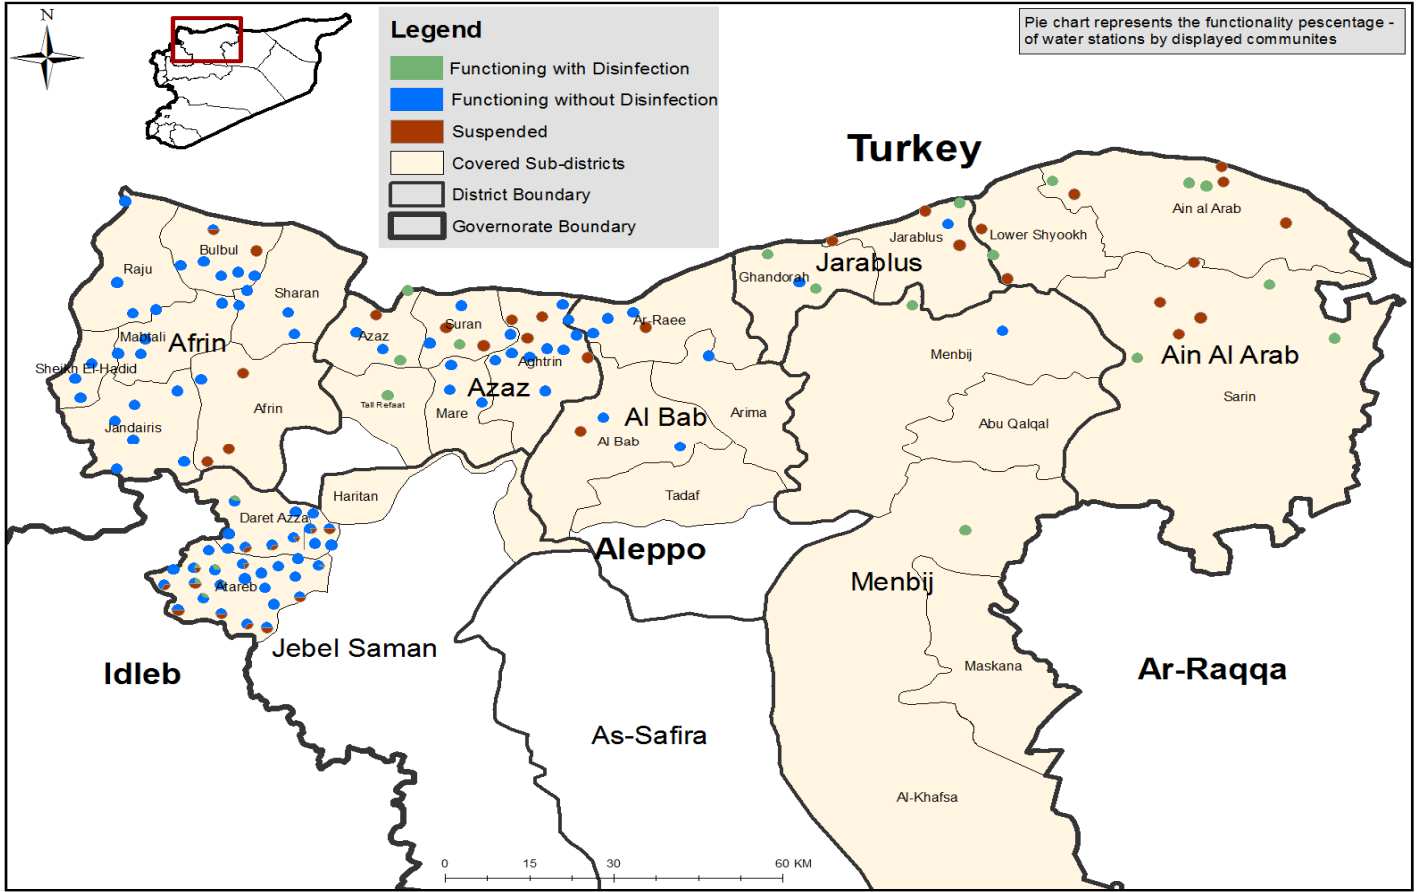 N
Legend
Functioning with Disinfection
Functioning without Disinfection
Suspended
Covered Sub-districts
District Boundary
Governorate Boundary
Pie chart represents the functionality pescentage -
of water stations by displayed communites
Turkey
Ain al Arab
Lower Shyookh
Jarablus
Jarablus
Ghandorah
Bulbul
Raju
Sharan
Mabtali
Afrin
Sheikh El-Hadid
Afrin
Jandairis
Azaz
Suran
Aghtrin
Azaz
Tall Refaat
Mare
Ar-Raee
Al Bab
Al Bab
Arima
Tadaf
Menbij
Abu Qalqal
Ain Al Arab
Sarin
Haritan
Daret Azza
Atareb
Aleppo
Menbij
Jebel Saman
Idleb
Maskana
Ar-Raqqa
As-Safira
Al-Khafsa
0 15 30 60 KM